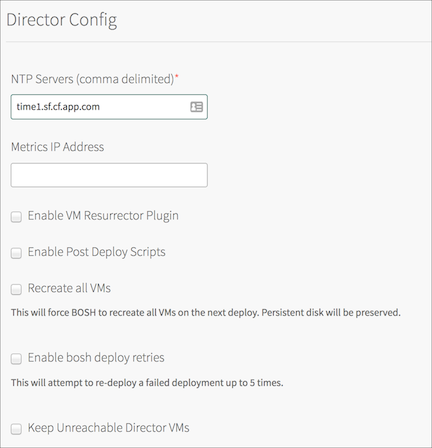 Director Config
NTP Servers (comma delimited)*
time1.sf.cf.app.com
Metrics IP Address
Enable VM Resurrector Plugin
Enable Post Deploy Scripts
Recreate all VMs
This will force BOSH to recreate all VMs on the next deploy. Persistent disk will be preserved.
Enable bosh deploy retries
This will attempt to re-deploy a failed deployment up to 5 times.
Keep Unreachable Director VMs